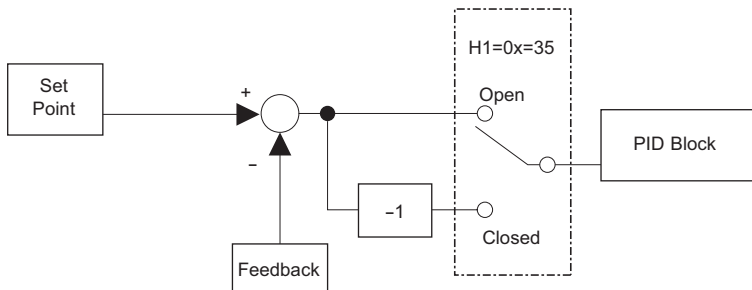 H1=0x=35
Set
Point
+
Open
PID Block
–
–1
Closed
Feedback